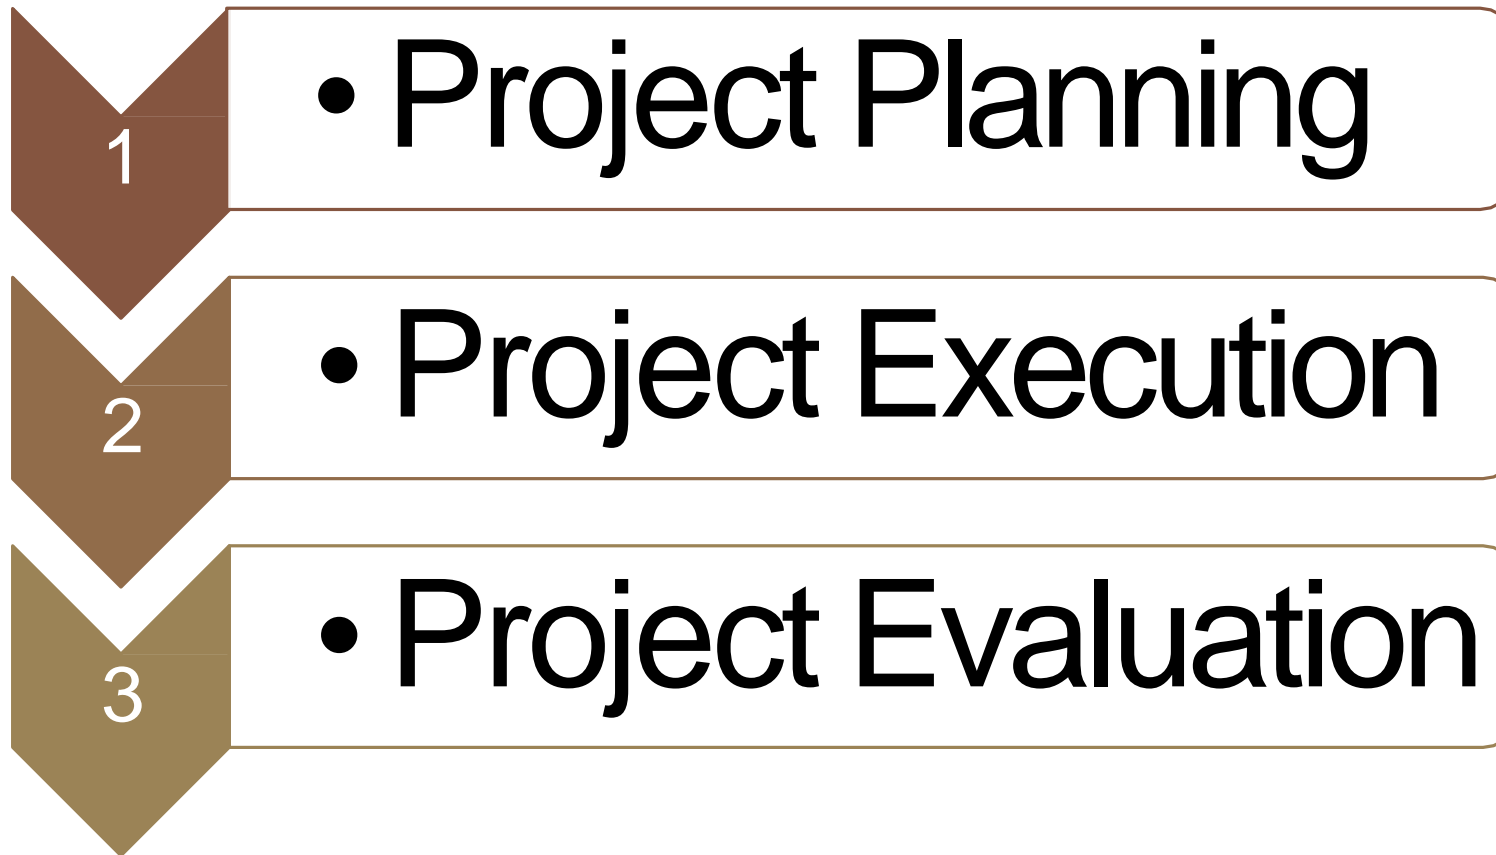 1
• Project Planning
2
• Project Execution
3
• Project Evaluation